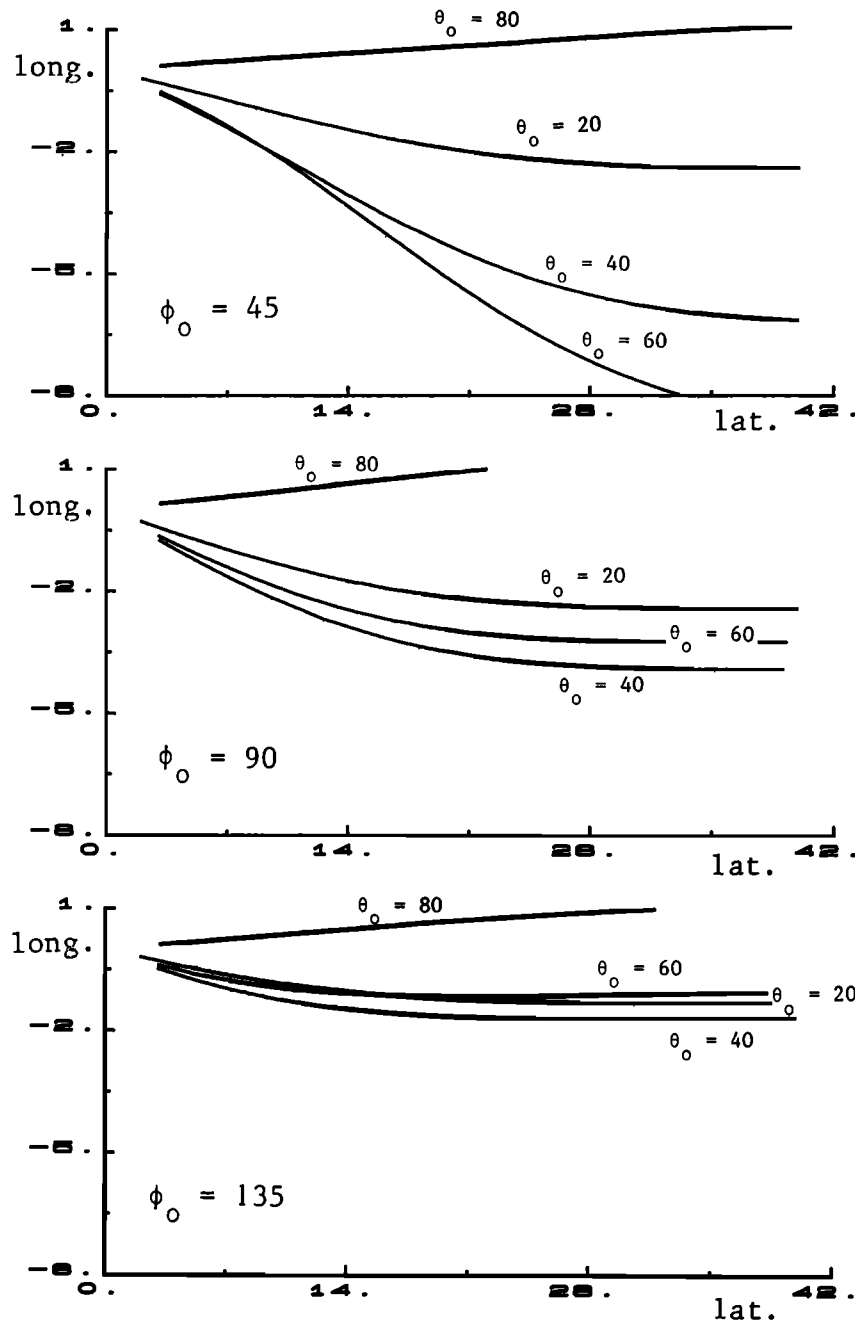 1.
θo = 80
long.
θo = 20
-2.
θo = 40
-5.
ϕo = 45
θo = 60
-8.
0.
14.
28.
42.
lat.
1.
θo = 80
long.
θo = 20
-2.
θo = 60
θo = 40
-5.
ϕo = 90
-8.
0.
14.
28.
42.
lat.
1.
θo = 80
long.
θo = 60
θo = 20
-2.
θo = 40
-5.
ϕo = 135
-8.
0.
14.
28.
42.
lat.